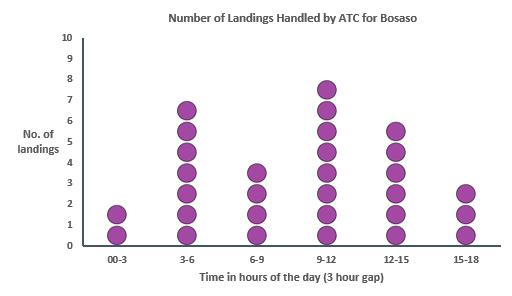 Number of Landings Handled by ATC for Bosaso
10
9
8
7
6
5
4
3
2
1
0
No. of
landings
00-3 3-6 6-9 9-12 12-15 15-18
Time in hours of the day (3 hour gap)